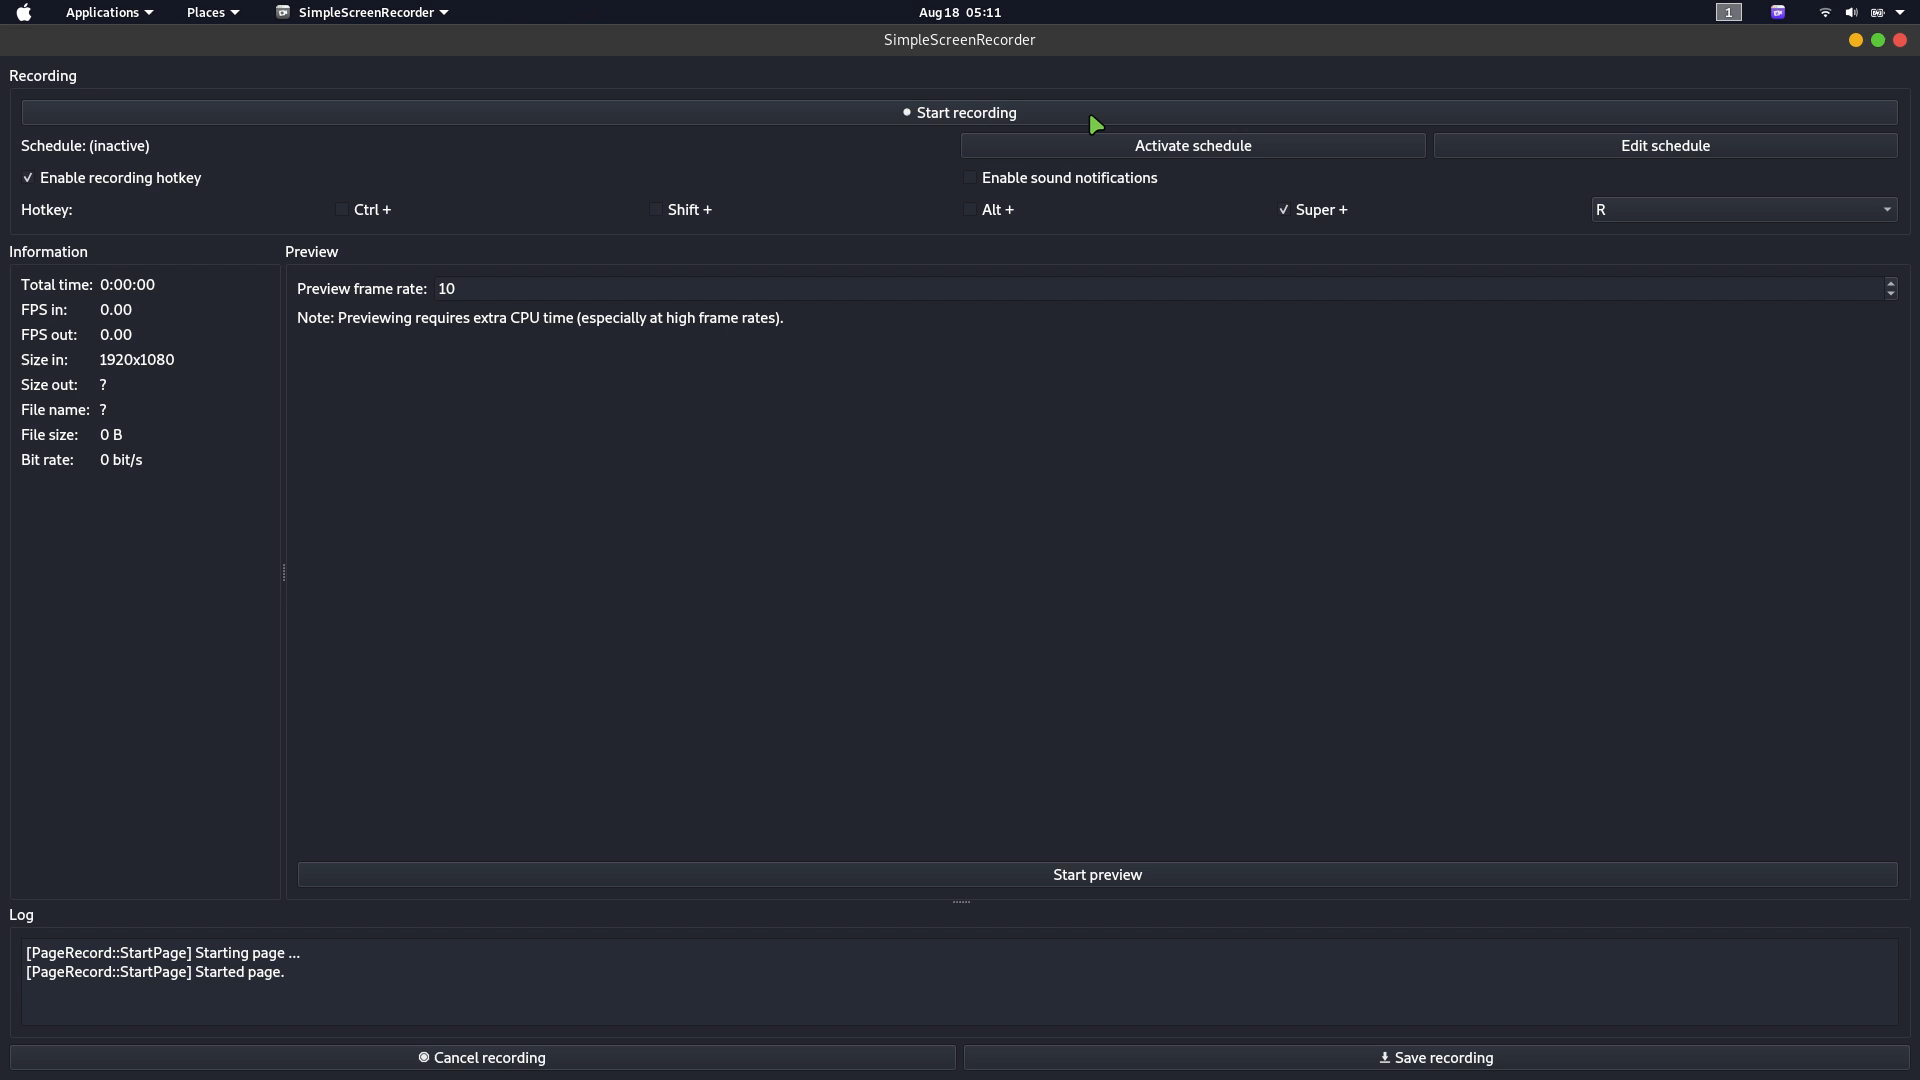 Applications Places SimpleScreenRecorder Aug 18 05:11 1
SimpleScreenRecorder
Recording
Start recording
Schedule: (inactive) Activate schedule Edit schedule
Enable recording hotkey Enable sound notifications
Hotkey: Ctrl + Shift + Alt + Super + R
Information
Total time: 0:00:00
FPS in: 0.00
FPS out: 0.00
Size in: 1920x1080
Size out: ?
File name: ?
File size: 0 B
Bit rate: 0 bit/s
Preview
Preview frame rate: 10
Note: Previewing requires extra CPU time (especially at high frame rates).
Start preview
Log
[PageRecord::StartPage] Starting page ...
[PageRecord::StartPage] Started page.
Cancel recording Save recording